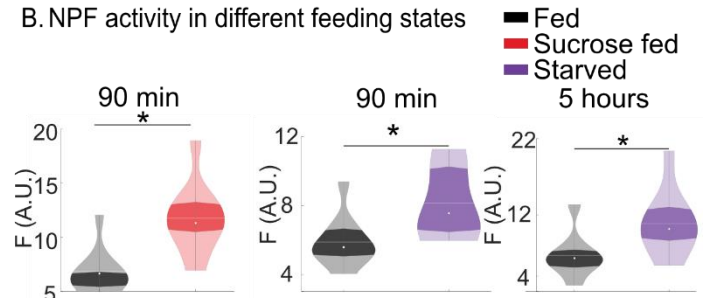 B. NPF activity in different feeding states
Fed
Sucrose fed
Starved
90 min
*
20
15
10
5
F (A.U.)
90 min
*
12
8
4
F (A.U.)
5 hours
*
22
12
4
F (A.U.)